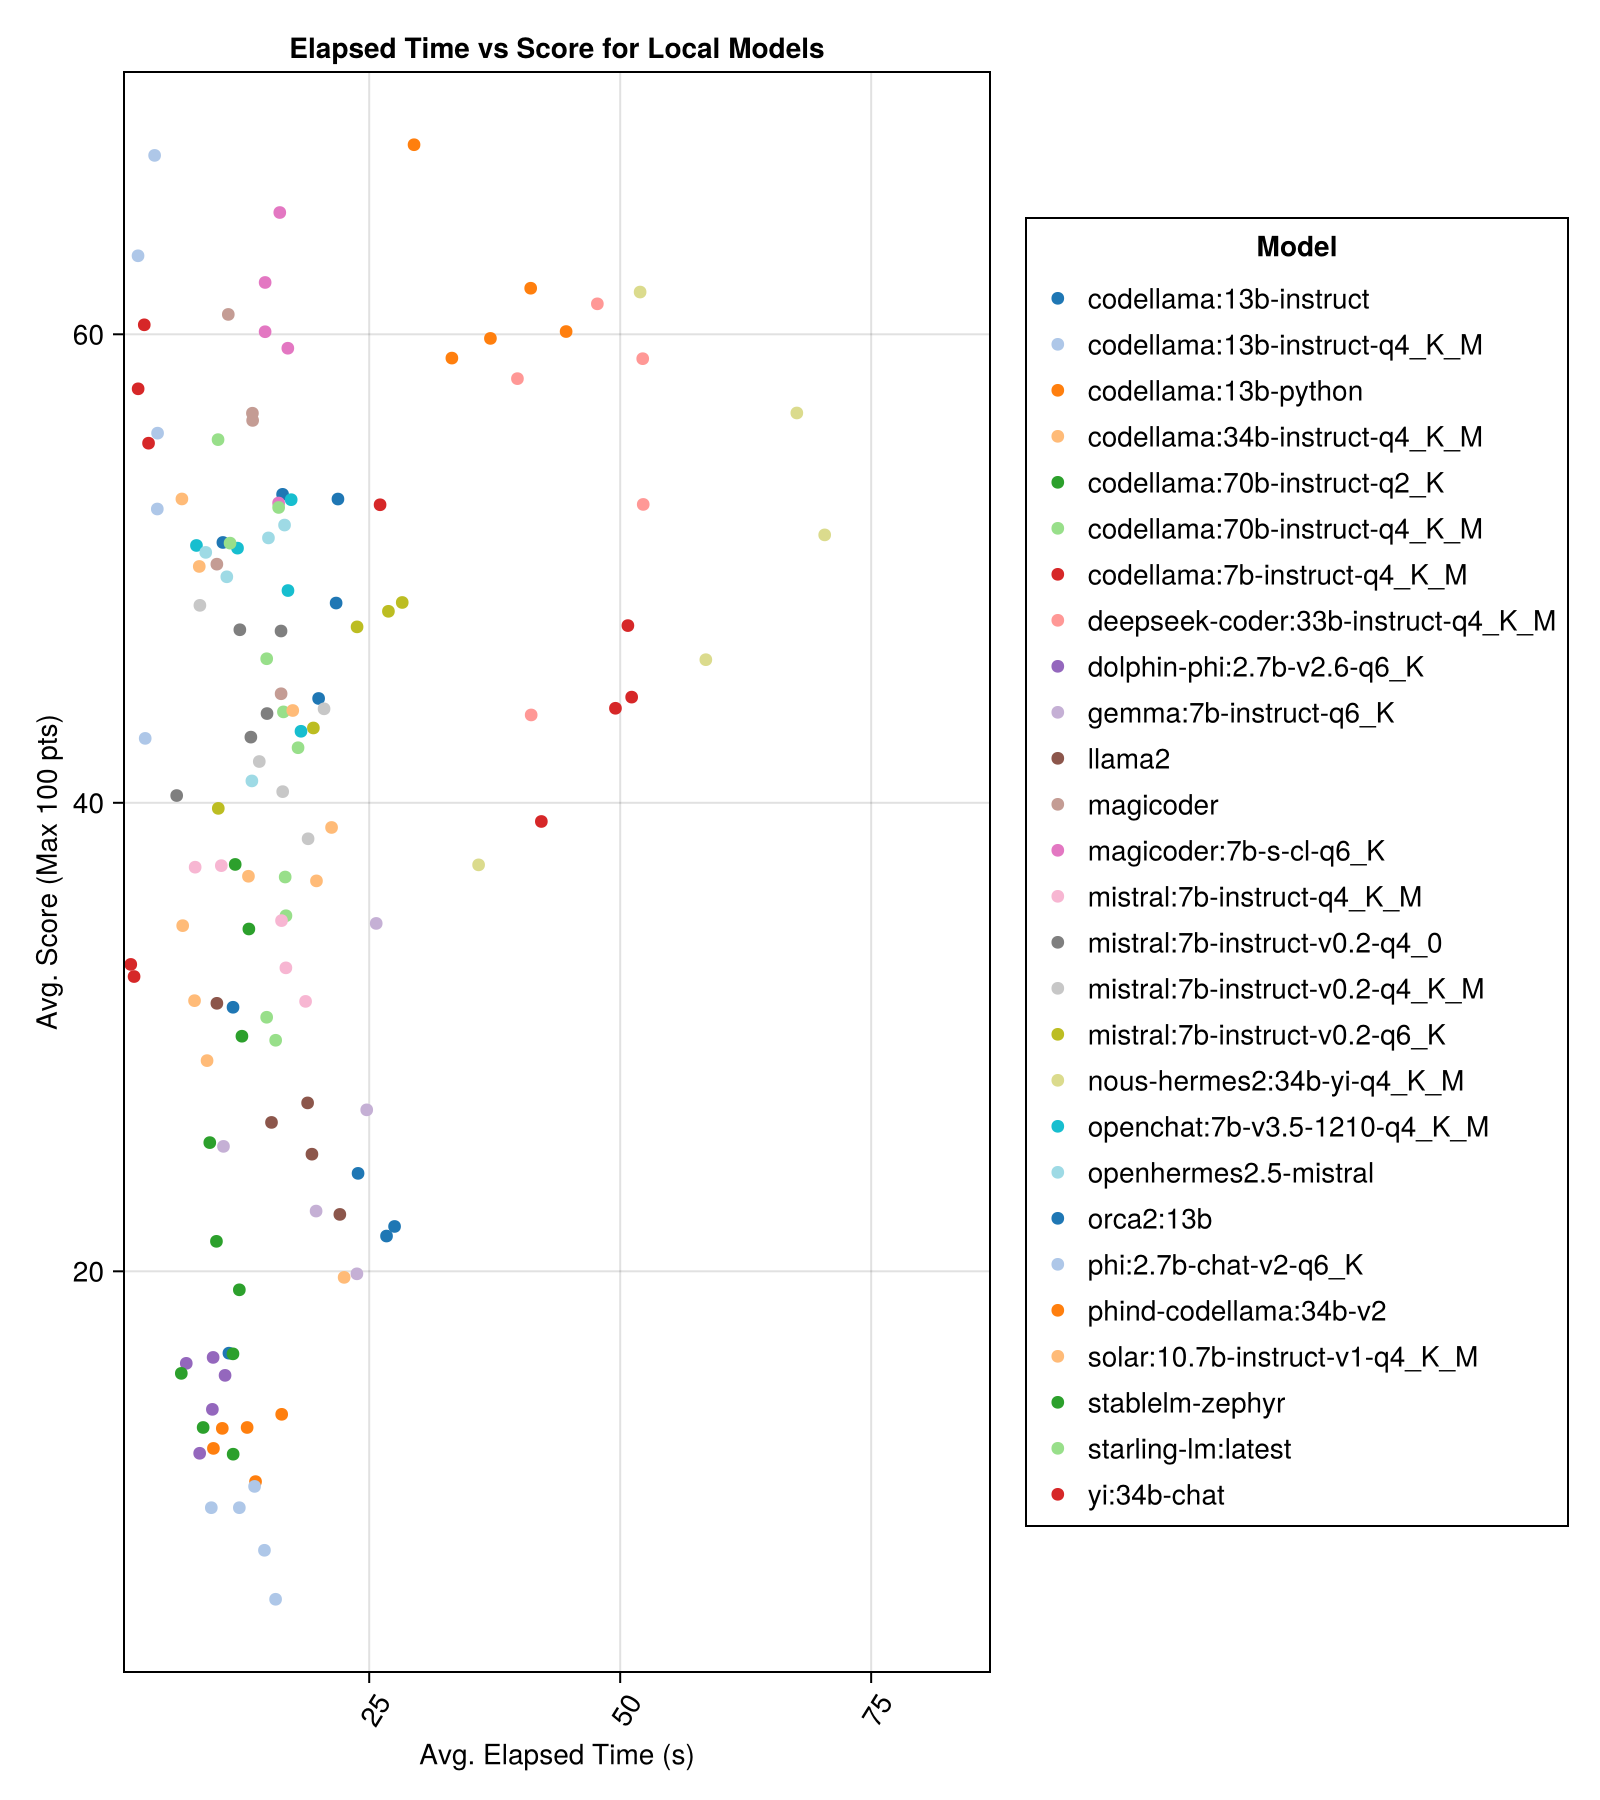 Elapsed Time vs Score for Local Models
Avg. Score (Max 100 pts)
60
40
20
25
50
75
Avg. Elapsed Time (s)
Model
codellama:13b-instruct
codellama:13b-instruct-q4_K_M
codellama:13b-python
codellama:34b-instruct-q4_K_M
codellama:70b-instruct-q2_K
codellama:70b-instruct-q4_K_M
codellama:7b-instruct-q4_K_M
deepseek-coder:33b-instruct-q4_K_M
dolphin-phi:2.7b-v2.6-q6_K
gemma:7b-instruct-q6_K
llama2
magicoder
magicoder:7b-s-cl-q6_K
mistral:7b-instruct-q4_K_M
mistral:7b-instruct-v0.2-q4_0
mistral:7b-instruct-v0.2-q4_K_M
mistral:7b-instruct-v0.2-q6_K
nous-hermes2:34b-yi-q4_K_M
openchat:7b-v3.5-1210-q4_K_M
openhermes2.5-mistral
orca2:13b
phi:2.7b-chat-v2-q6_K
phind-codellama:34b-v2
solar:10.7b-instruct-v1-q4_K_M
stablelm-zephyr
starling-lm:latest
yi:34b-chat